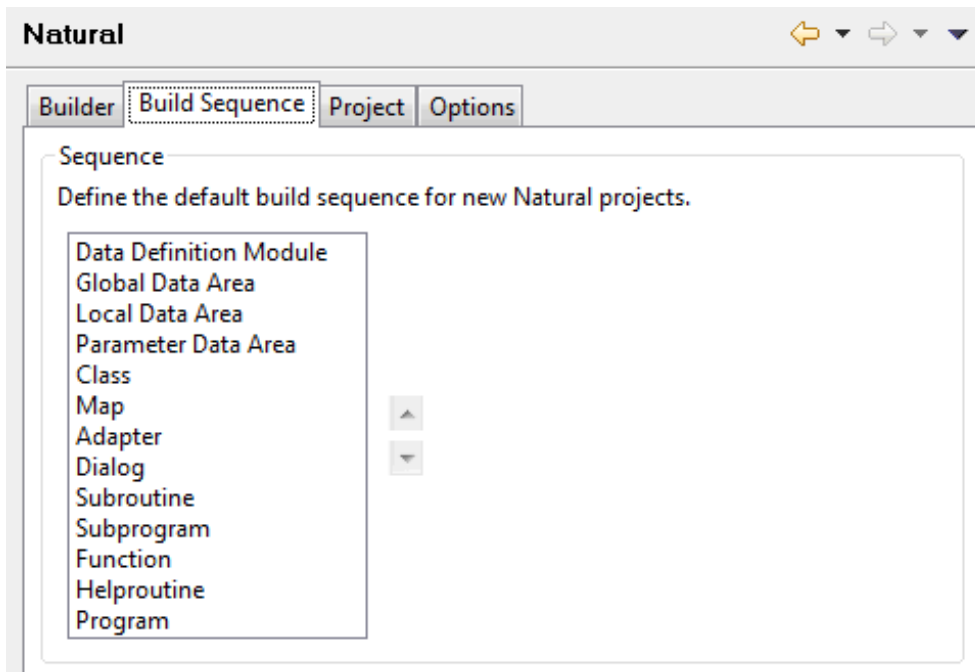 Natural
Builder Build Sequence Project Options
Sequence
Define the default build sequence for new Natural projects.
Data Definition Module
Global Data Area
Local Data Area
Parameter Data Area
Class
Map
Adapter
Dialog
Subroutine
Subprogram
Function
Helproutine
Program